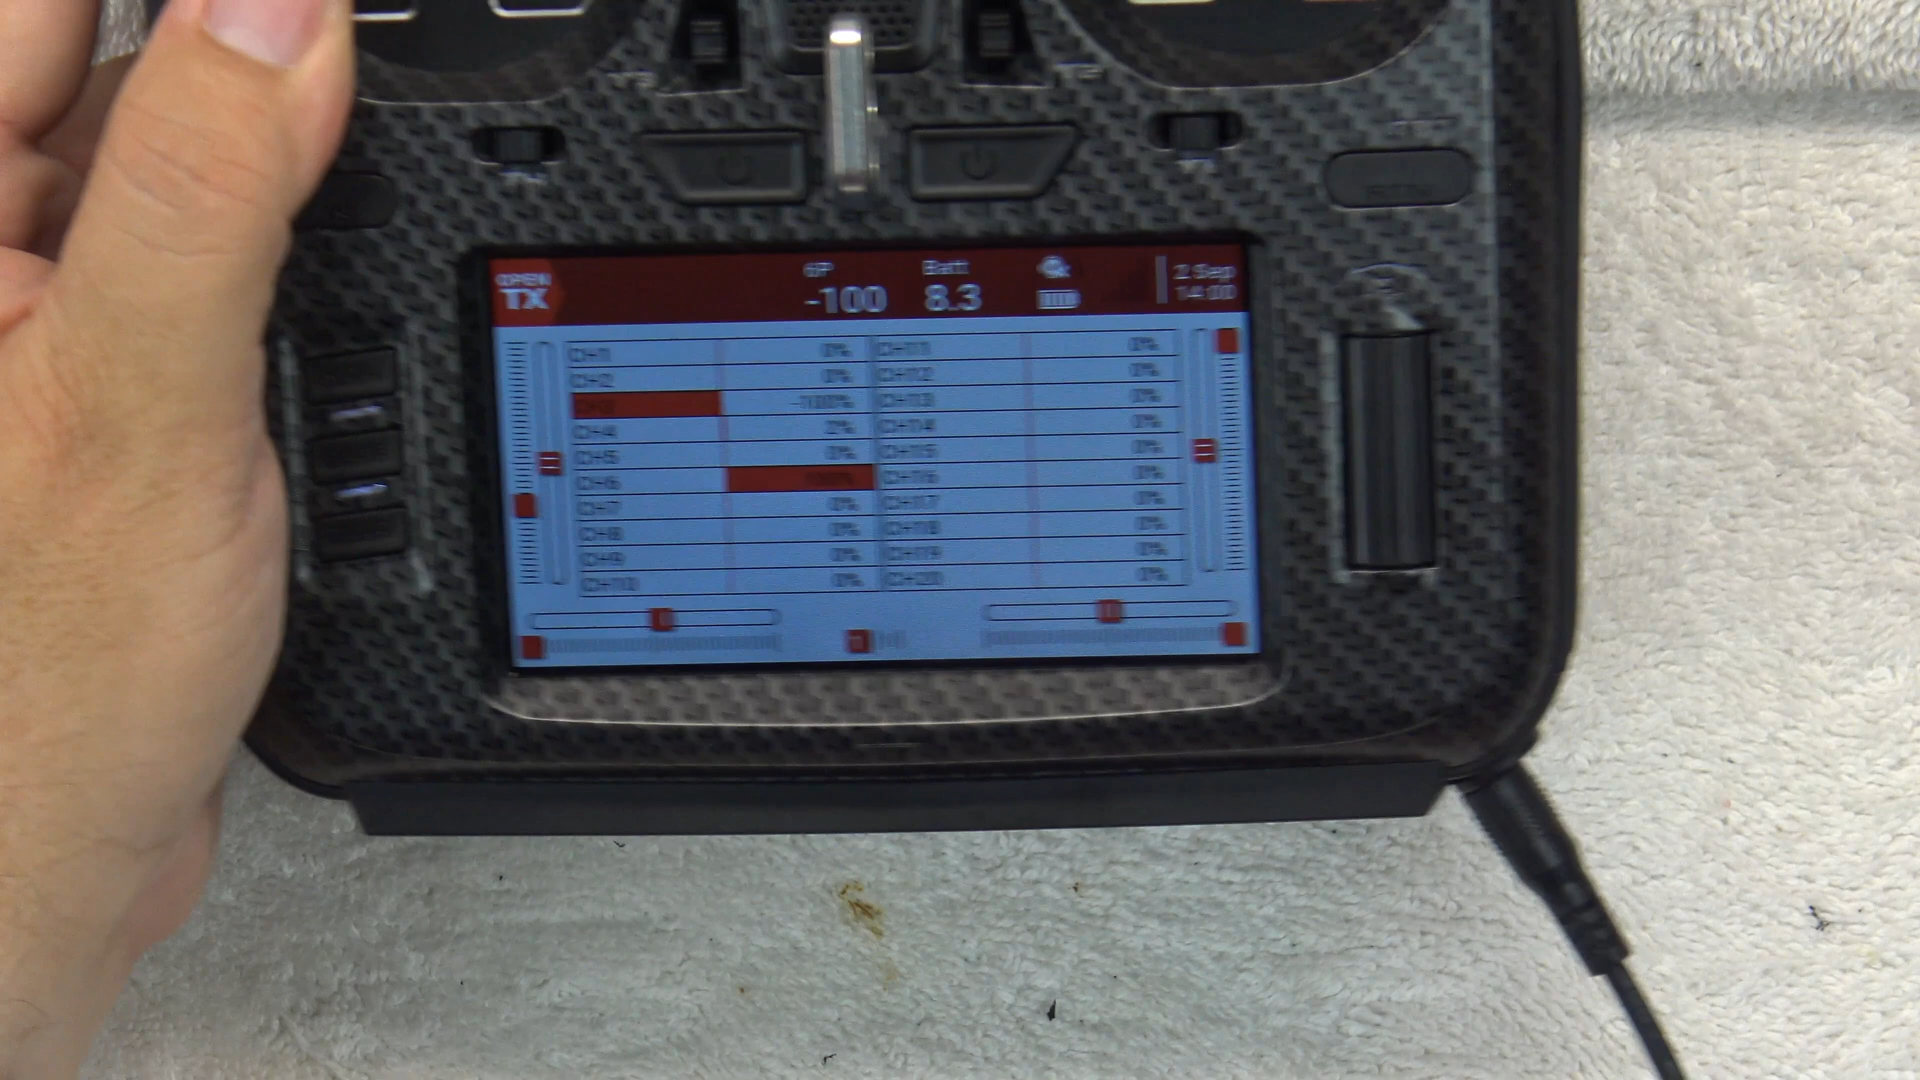 OPEN
TX
6P
-100
Batt
8.3
2 Sep
14:00
CH1 0% CH11 0%
CH2 0% CH12 0%
CH3 -100% CH13 0%
CH4 2% CH14 0%
CH5 0% CH15 0%
CH6 CH16 0%
CH7 0% CH17 0%
CH8 0% CH18 0%
CH9 0% CH19 0%
CH10 0% CH20 0%